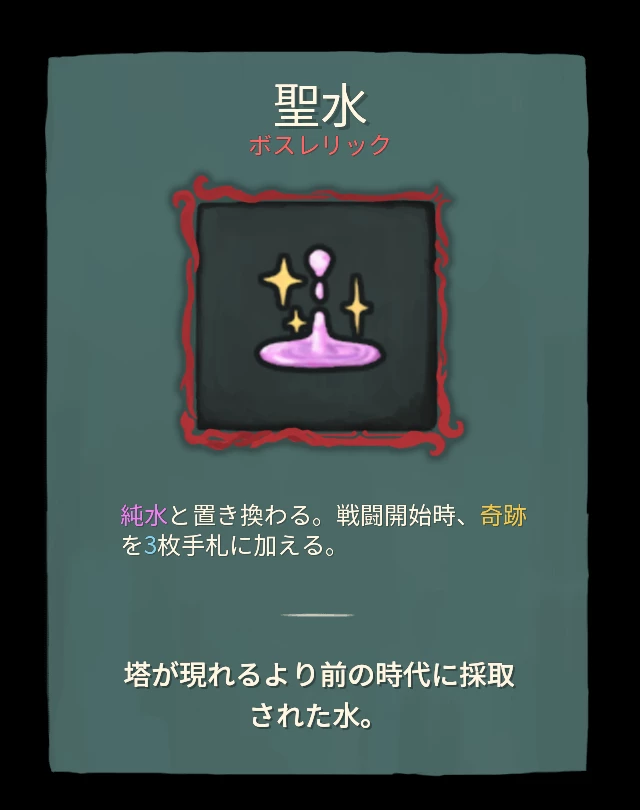 聖水
ボスレリック
純水と置き換わる。戦闘開始時、奇跡
を3枚手札に加える。
塔が現れるより前の時代に採取
された水。